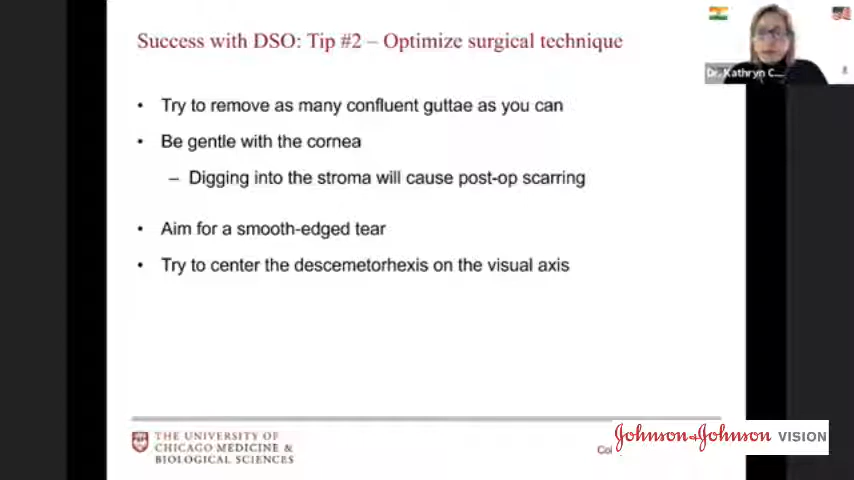 Success with DSO: Tip #2 – Optimize surgical technique
Dr. Kathryn C...
• Try to remove as many confluent guttae as you can
• Be gentle with the cornea
– Digging into the stroma will cause post-op scarring
• Aim for a smooth-edged tear
• Try to center the descemetorhexis on the visual axis
THE UNIVERSITY OF
CHICAGO MEDICINE &
BIOLOGICAL SCIENCES
Johnson & Johnson VISION